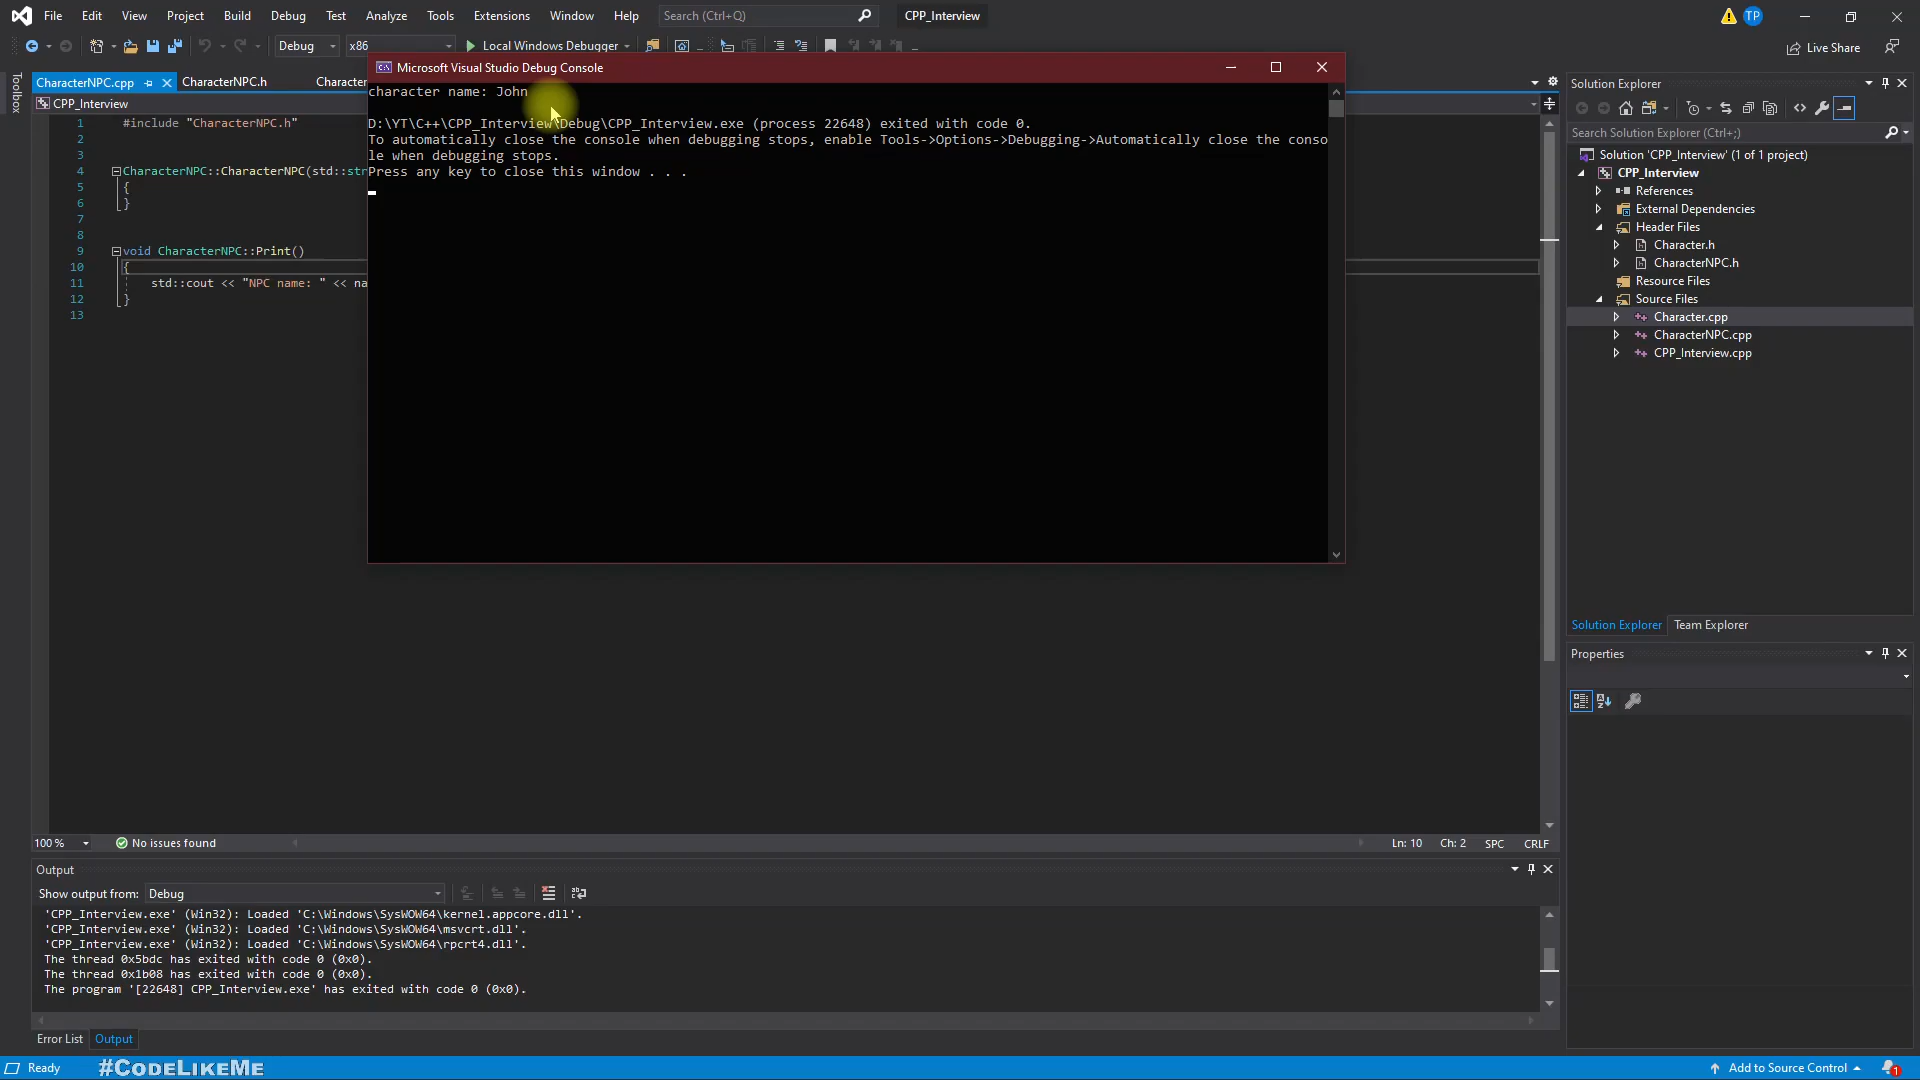 File Edit View Project Build Debug Test Analyze Tools Extensions Window Help Search (Ctrl+Q) CPP_Interview TP
Debug x86 Local Windows Debugger Live Share
Toolbox
CharacterNPC.cpp CharacterNPC.h Character
CPP_Interview
Microsoft Visual Studio Debug Console
character name: John
D:\YT\C++\CPP_Interview\Debug\CPP_Interview.exe (process 22648) exited with code 0.
To automatically close the console when debugging stops, enable Tools->Options->Debugging->Automatically close the conso
le when debugging stops.
Press any key to close this window . . .
1 #include "CharacterNPC.h"
2
3
4 CharacterNPC::CharacterNPC(std::str
5 {
6 }
7
8
9 void CharacterNPC::Print()
10 {
11 std::cout << "NPC name: " << na
12 }
13
Solution Explorer
Search Solution Explorer (Ctrl+;)
Solution 'CPP_Interview' (1 of 1 project)
CPP_Interview
References
External Dependencies
Header Files
Character.h
CharacterNPC.h
Resource Files
Source Files
Character.cpp
CharacterNPC.cpp
CPP_Interview.cpp
Solution Explorer Team Explorer
Properties
100 % No issues found Ln: 10 Ch: 2 SPC CRLF
Output
Show output from: Debug
'CPP_Interview.exe' (Win32): Loaded 'C:\Windows\SysWOW64\kernel.appcore.dll'.
'CPP_Interview.exe' (Win32): Loaded 'C:\Windows\SysWOW64\msvcrt.dll'.
'CPP_Interview.exe' (Win32): Loaded 'C:\Windows\SysWOW64\rpcrt4.dll'.
The thread 0x5bdc has exited with code 0 (0x0).
The thread 0x1b08 has exited with code 0 (0x0).
The program '[22648] CPP_Interview.exe' has exited with code 0 (0x0).
Error List Output
Ready #CodeLikeMe Add to Source Control 1